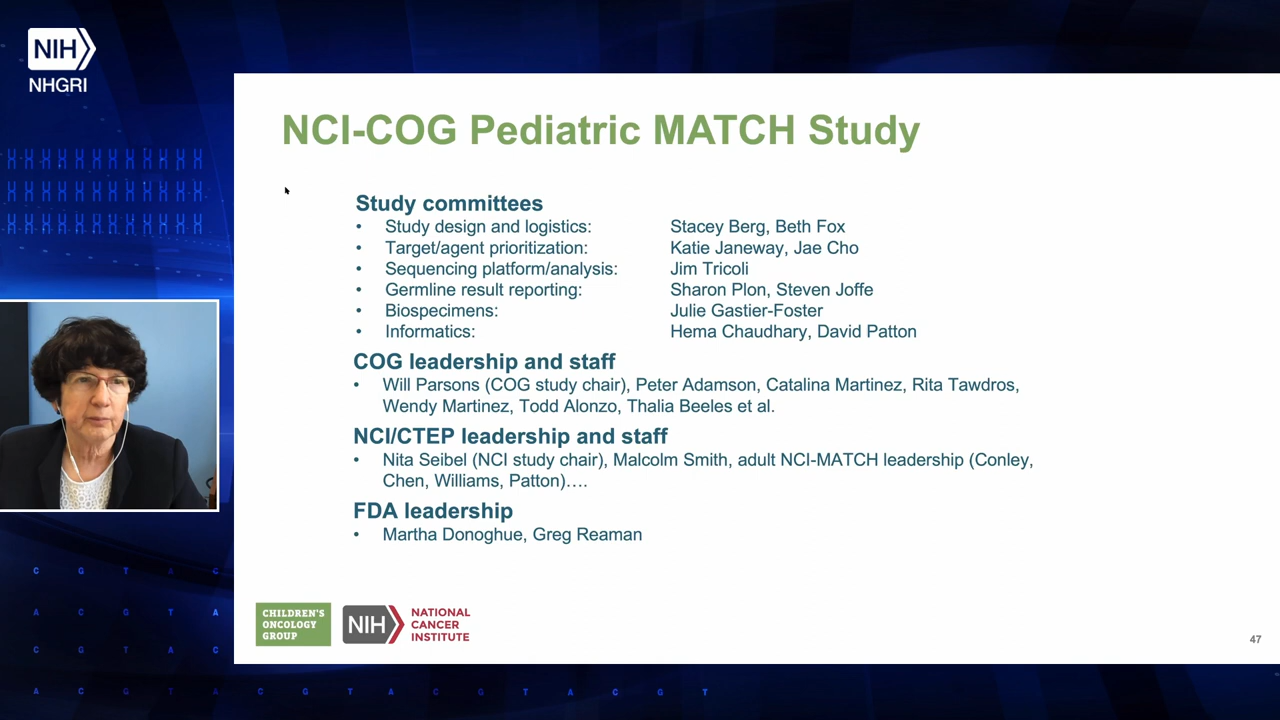 NIH
NHGRI
NCI-COG Pediatric MATCH Study
Study committees
• Study design and logistics: Stacey Berg, Beth Fox
• Target/agent prioritization: Katie Janeway, Jae Cho
• Sequencing platform/analysis: Jim Tricoli
• Germline result reporting: Sharon Plon, Steven Joffe
• Biospecimens: Julie Gastier-Foster
• Informatics: Hema Chaudhary, David Patton
COG leadership and staff
• Will Parsons (COG study chair), Peter Adamson, Catalina Martinez, Rita Tawdros,
Wendy Martinez, Todd Alonzo, Thalia Beeles et al.
NCI/CTEP leadership and staff
• Nita Seibel (NCI study chair), Malcolm Smith, adult NCI-MATCH leadership (Conley,
Chen, Williams, Patton)….
FDA leadership
• Martha Donoghue, Greg Reaman
C G T A C
A C G T A
CHILDREN'S
ONCOLOGY
GROUP
NIH
NATIONAL
CANCER
INSTITUTE
47
C G T A C
A C G T A C G T A C G T A C G T